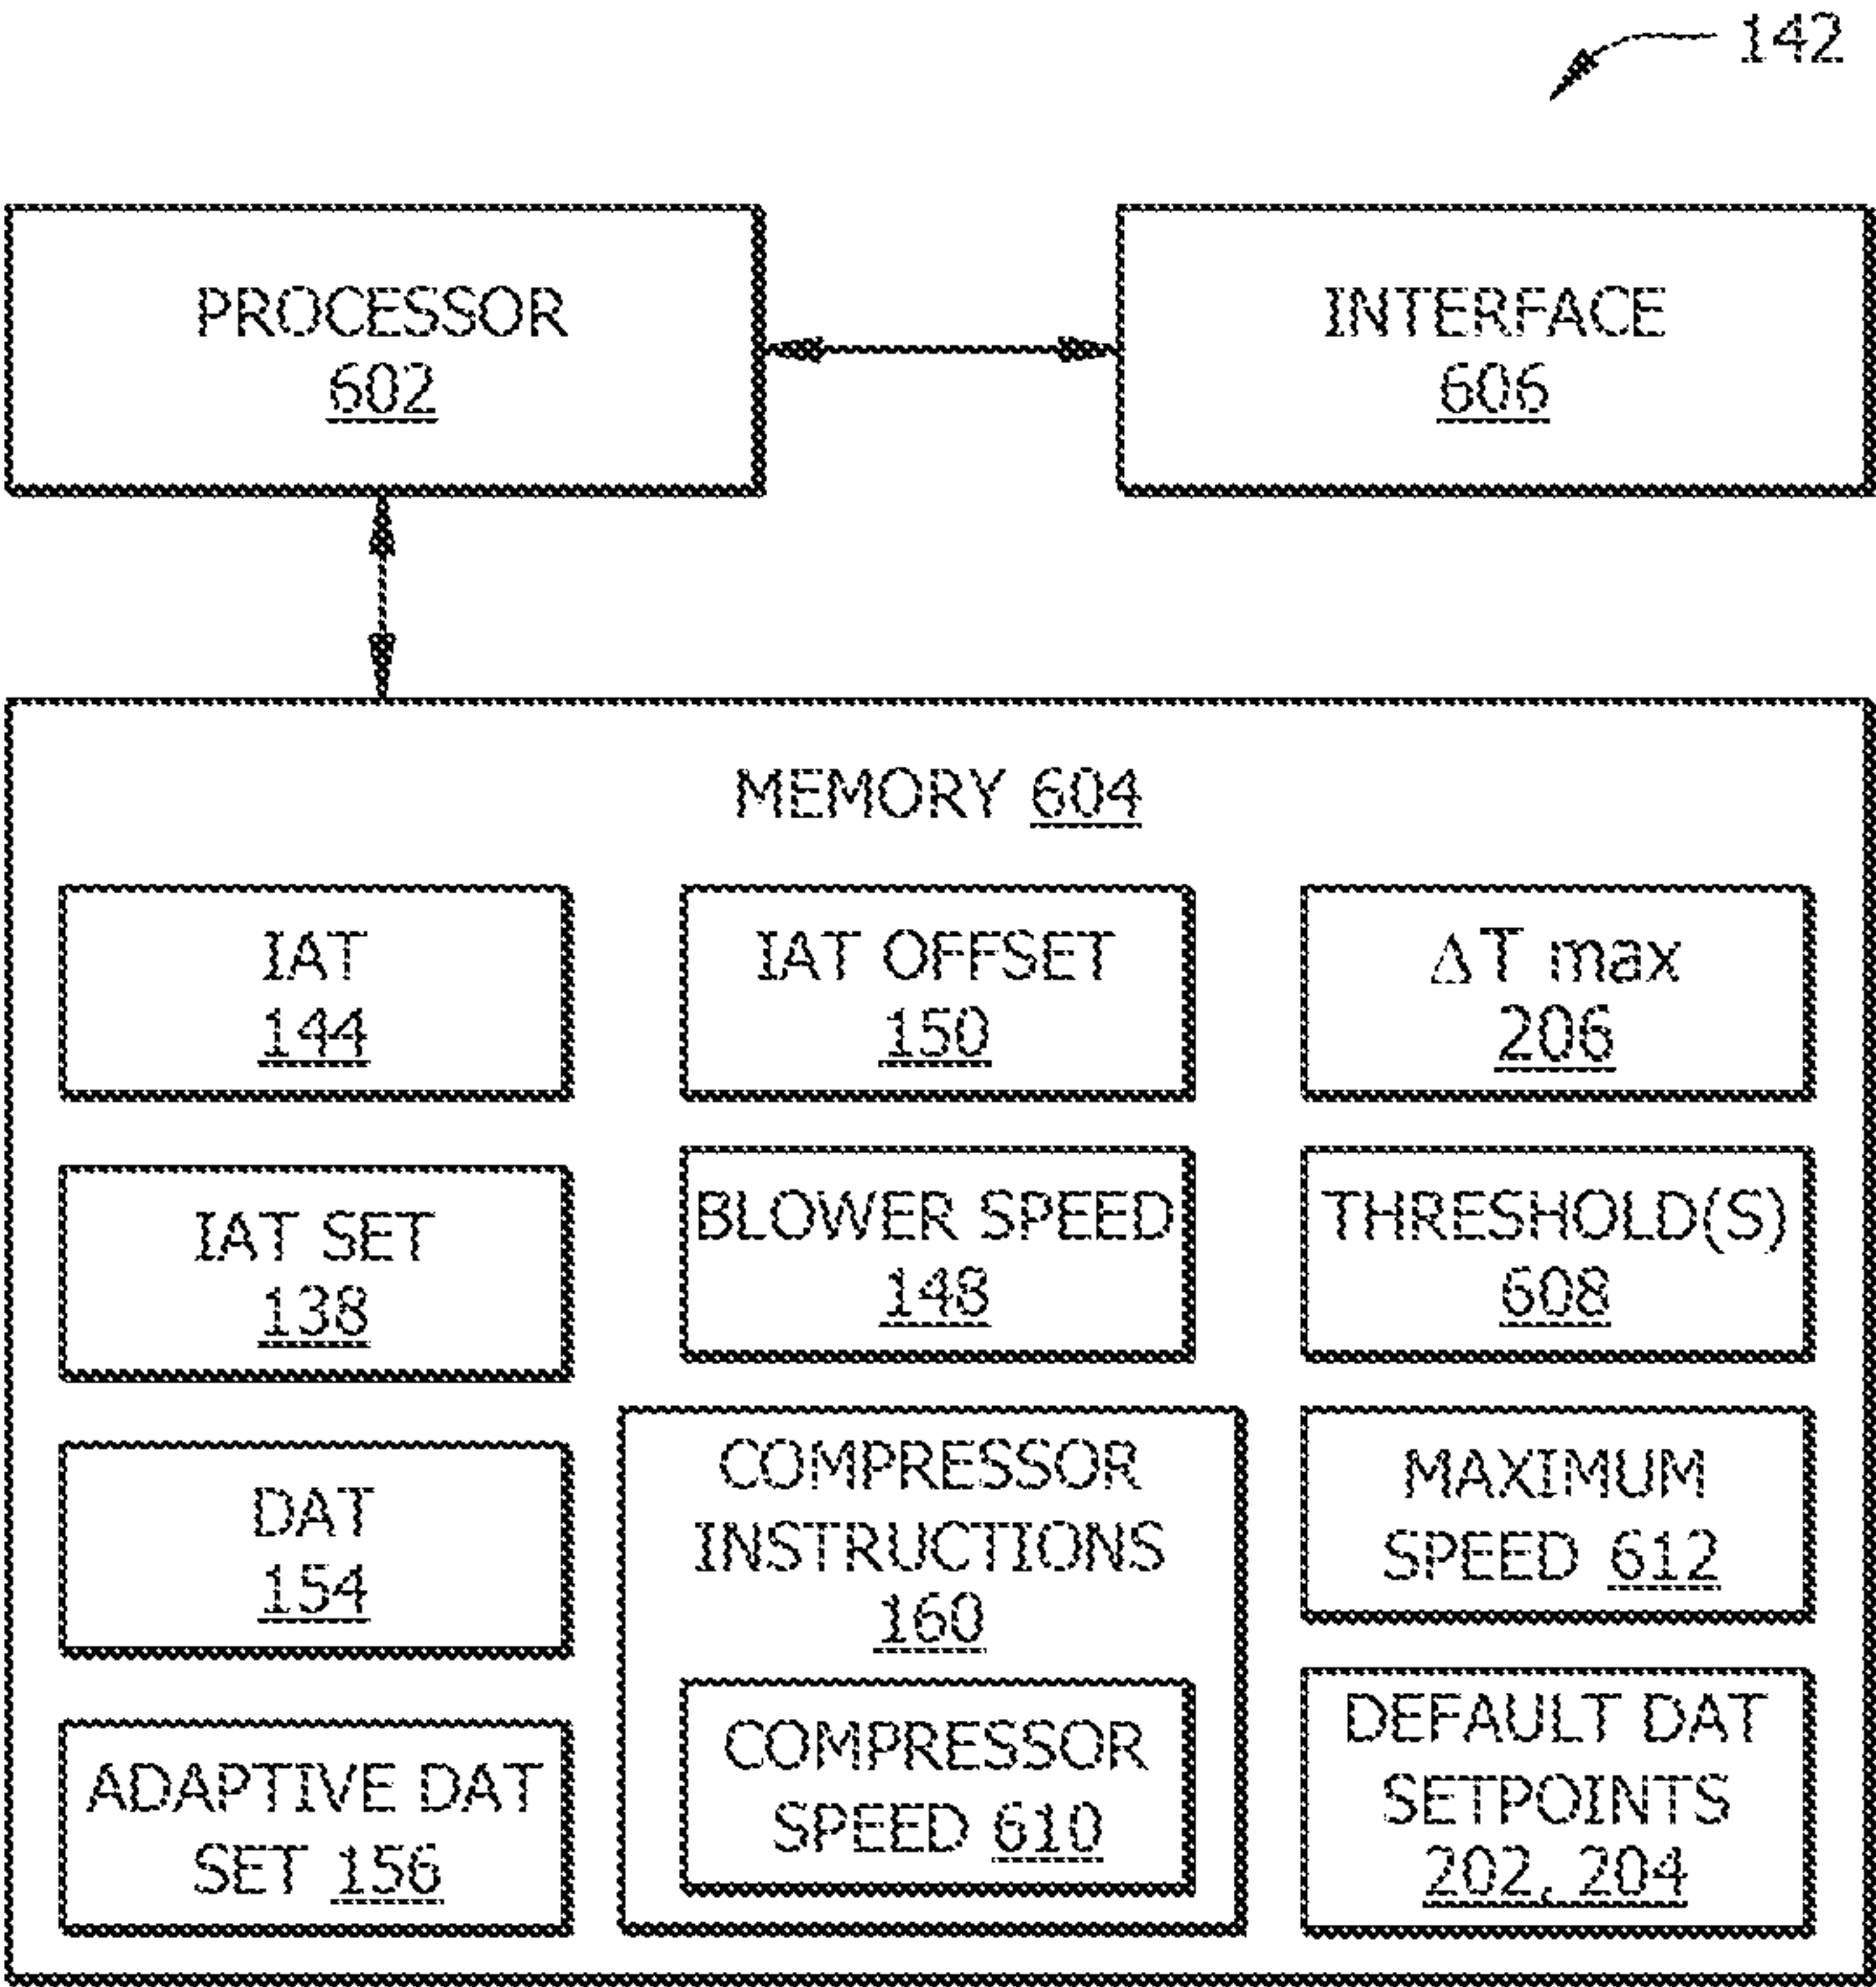 142
PROCESSOR
602
INTERFACE
606
MEMORY 604
IAT
144
IAT OFFSET
150
ΔT max
206
IAT SET
138
BLOWER SPEED
148
THRESHOLD(S)
608
DAT
154
COMPRESSOR
INSTRUCTIONS
160
MAXIMUM
SPEED 612
ADAPTIVE DAT
SET 156
COMPRESSOR
SPEED 610
DEFAULT DAT
SETPOINTS
202, 204